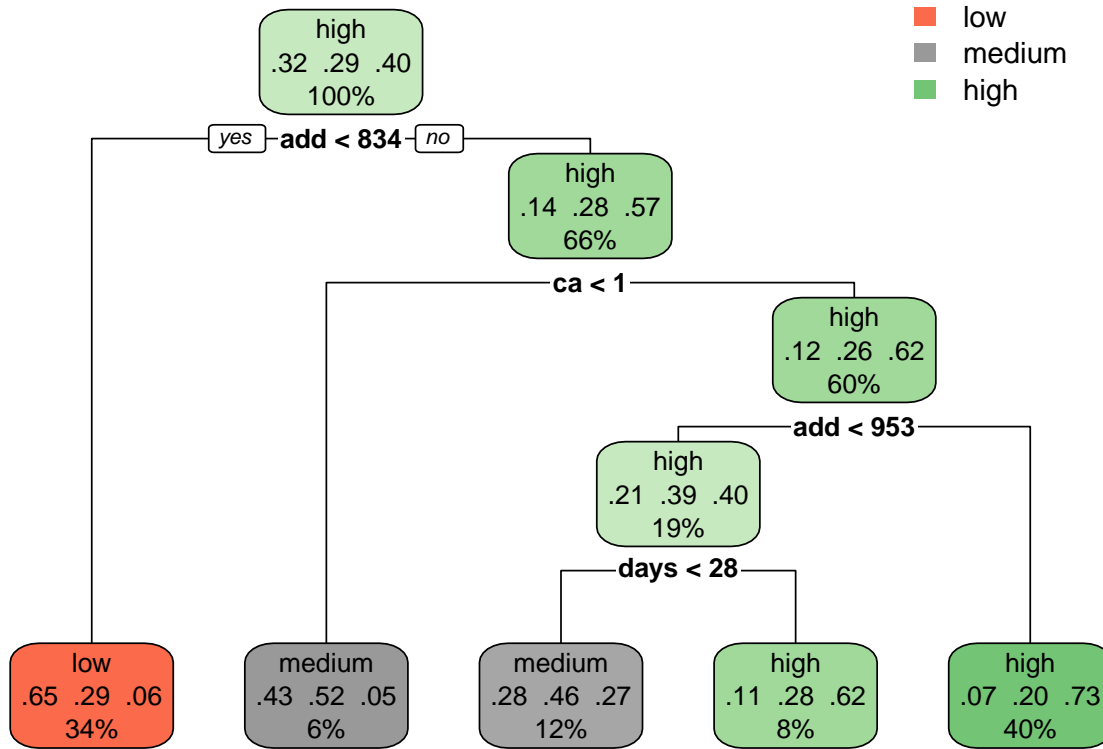 high
.32 .29 .40
100%
low
medium
high
yes add < 834 no
high
.14 .28 .57
66%
ca < 1
high
.12 .26 .62
60%
add < 953
high
.21 .39 .40
19%
days < 28
low
.65 .29 .06
34%
medium
.43 .52 .05
6%
medium
.28 .46 .27
12%
high
.11 .28 .62
8%
high
.07 .20 .73
40%